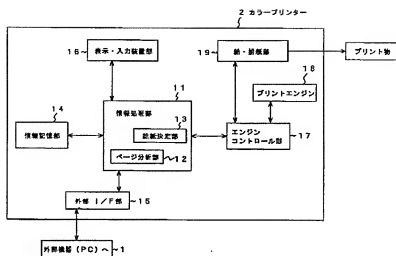 2 カラープリンター
16
表示・入力装置部
19
給・排紙部
プリント物
18
プリントエンジン
11
14
情報処理部
13
給紙決定部
ページ分析部
12
情報記憶部
エンジン
コントロール部
17
外部 I/F部
15
外部機器(PC)へ
1